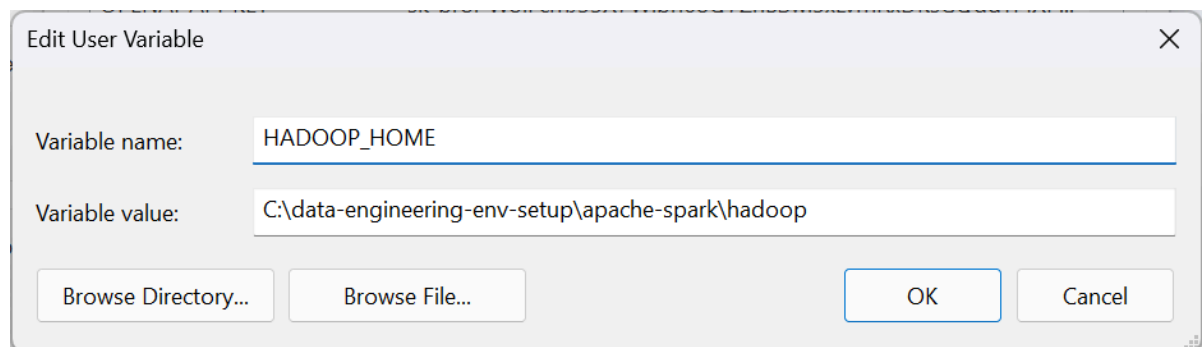 Edit User Variable
Variable name:
HADOOP_HOME
Variable value:
C:\data-engineering-env-setup\apache-spark\hadoop
Browse Directory...
Browse File...
OK
Cancel